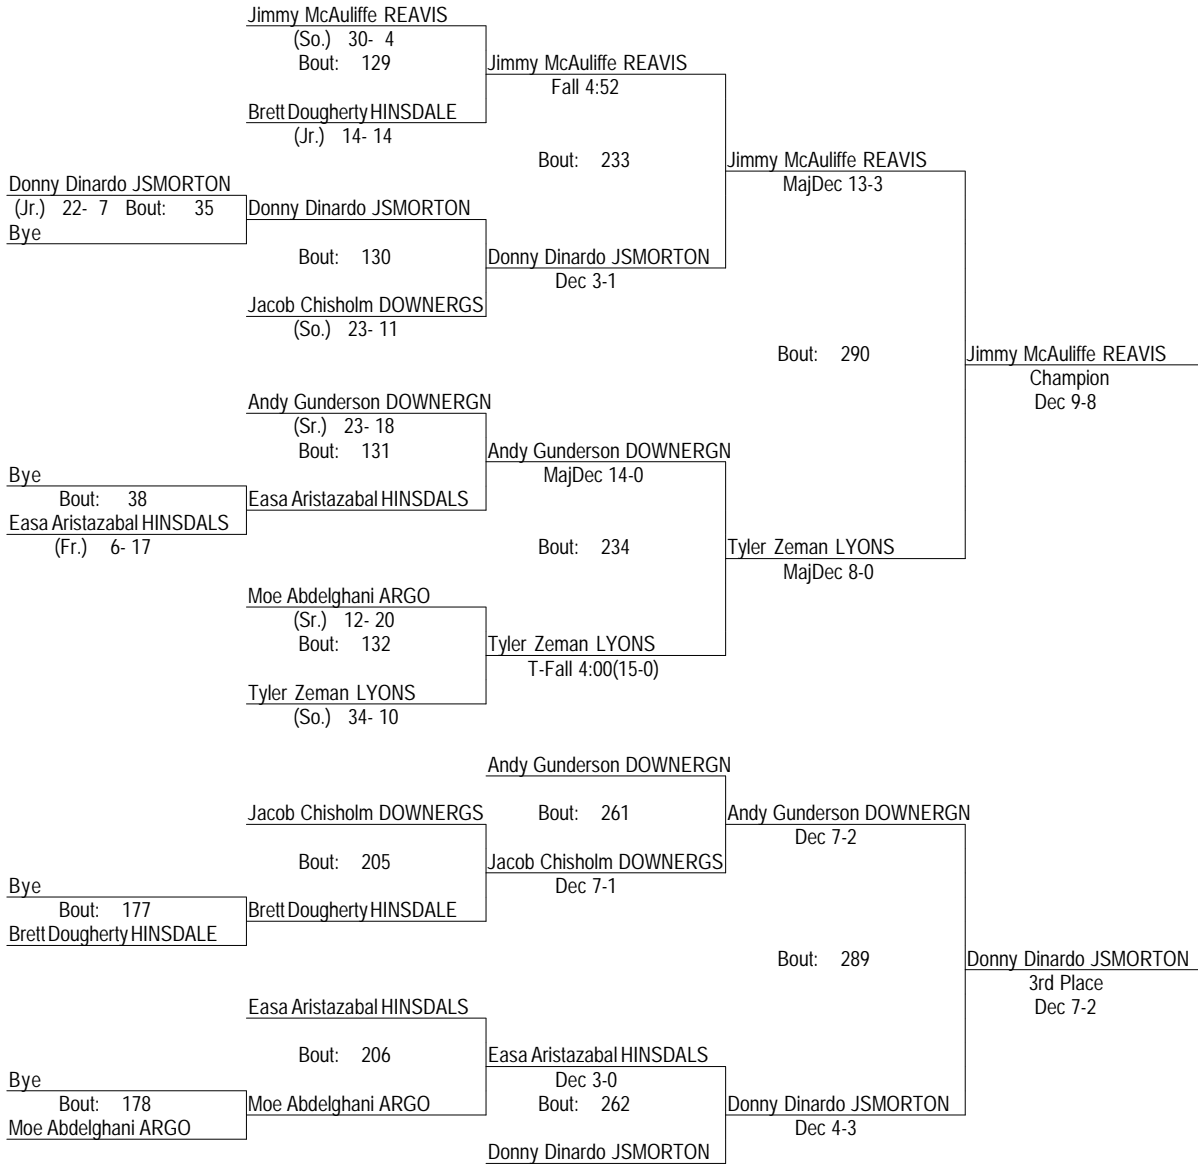 Jimmy McAuliffe REAVIS
(So.) 30- 4
Bout: 129
Jimmy McAuliffe REAVIS
Fall 4:52
Brett Dougherty HINSDALE
(Jr.) 14- 14
Bout: 233
Jimmy McAuliffe REAVIS
MajDec 13-3
Donny Dinardo JSMORTON
(Jr.) 22- 7 Bout: 35
Bye
Donny Dinardo JSMORTON
Bout: 130
Donny Dinardo JSMORTON
Dec 3-1
Jacob Chisholm DOWNERGS
(So.) 23- 11
Bout: 290
Jimmy McAuliffe REAVIS
Champion
Dec 9-8
Andy Gunderson DOWNERGN
(Sr.) 23- 18
Bout: 131
Andy Gunderson DOWNERGN
MajDec 14-0
Bye
Bout: 38
Easa Aristazabal HINSDALS
(Fr.) 6- 17
Easa Aristazabal HINSDALS
Bout: 234
Tyler Zeman LYONS
MajDec 8-0
Moe Abdelghani ARGO
(Sr.) 12- 20
Bout: 132
Tyler Zeman LYONS
T-Fall 4:00(15-0)
Tyler Zeman LYONS
(So.) 34- 10
Andy Gunderson DOWNERGN
Bout: 261
Andy Gunderson DOWNERGN
Dec 7-2
Jacob Chisholm DOWNERGS
Bout: 205
Jacob Chisholm DOWNERGS
Dec 7-1
Bye
Bout: 177
Brett Dougherty HINSDALE
Brett Dougherty HINSDALE
Bout: 289
Donny Dinardo JSMORTON
3rd Place
Dec 7-2
Easa Aristazabal HINSDALS
Bout: 206
Easa Aristazabal HINSDALS
Dec 3-0
Bout: 262
Bye
Bout: 178
Moe Abdelghani ARGO
Moe Abdelghani ARGO
Donny Dinardo JSMORTON
Dec 4-3
Donny Dinardo JSMORTON